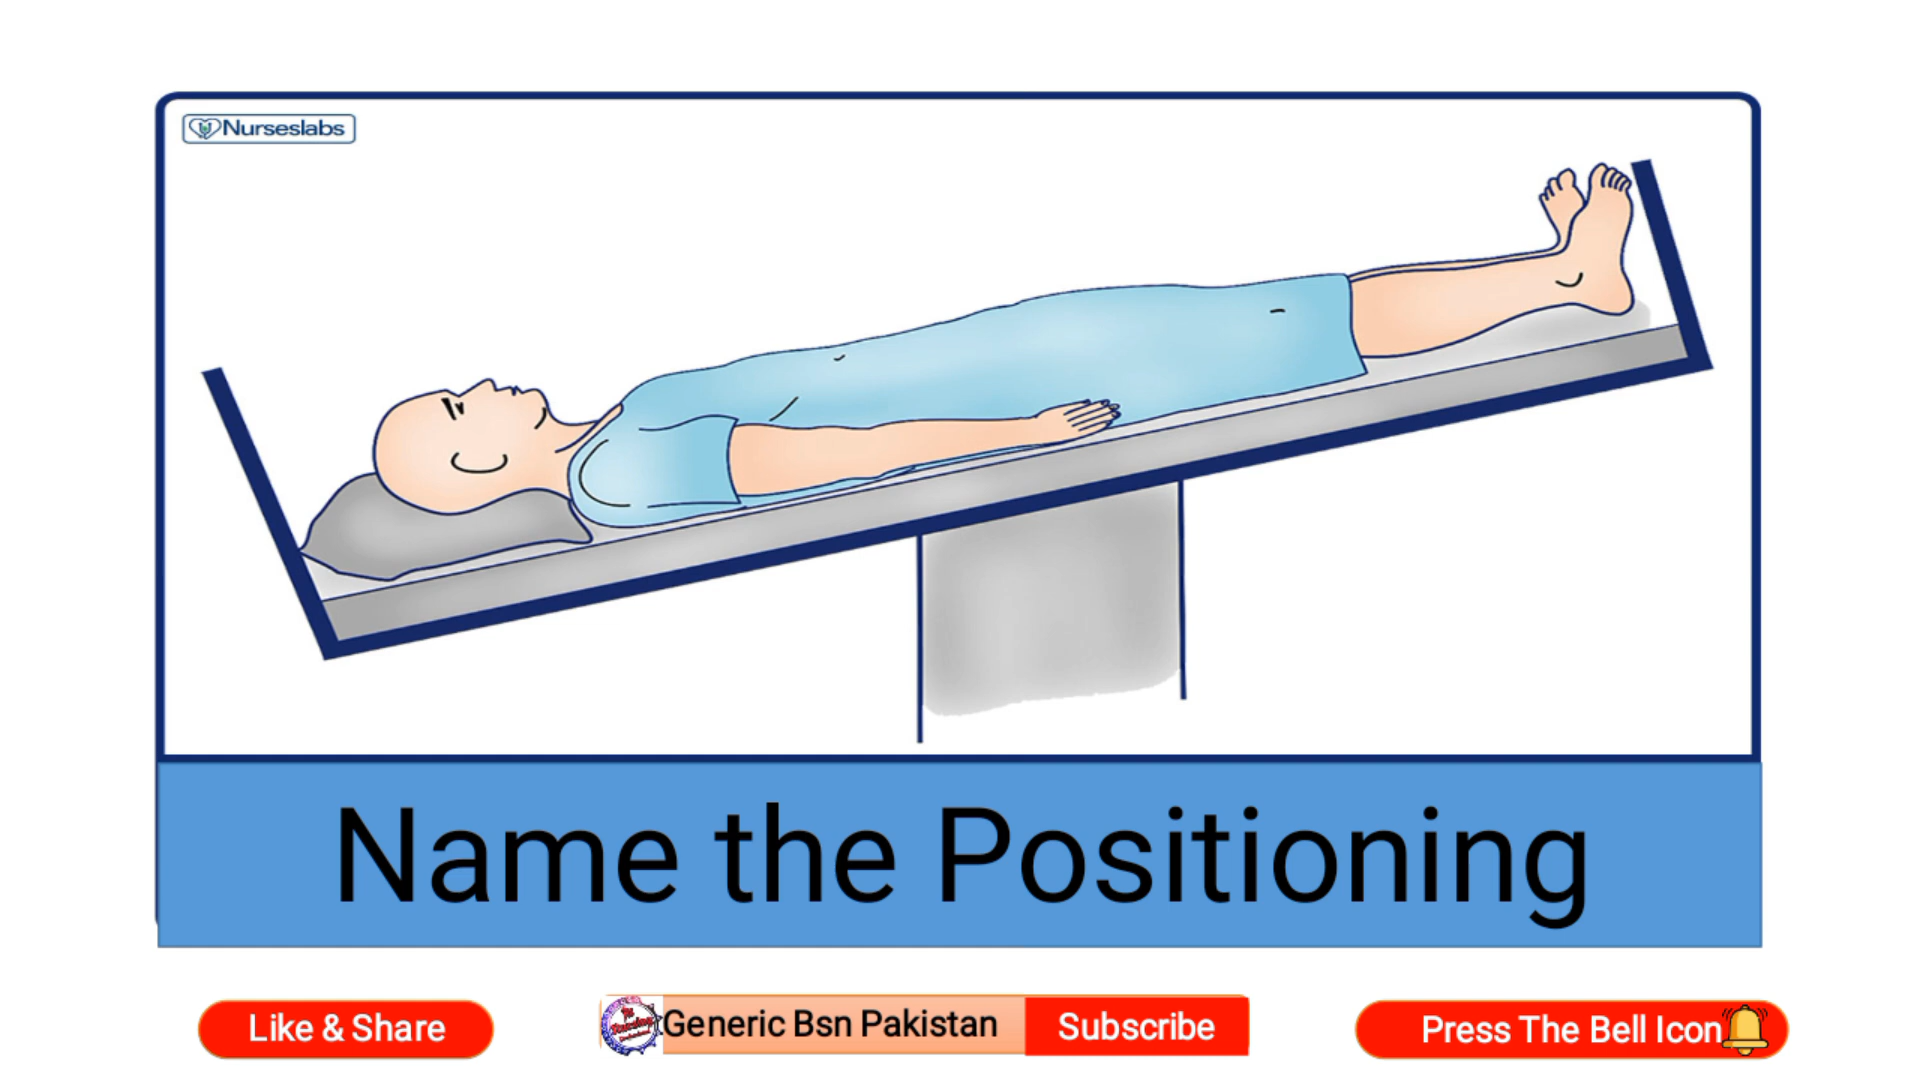 Nurseslabs
Name the Positioning
Like & Share
Generic Bsn Pakistan
Subscribe
Press The Bell Icon